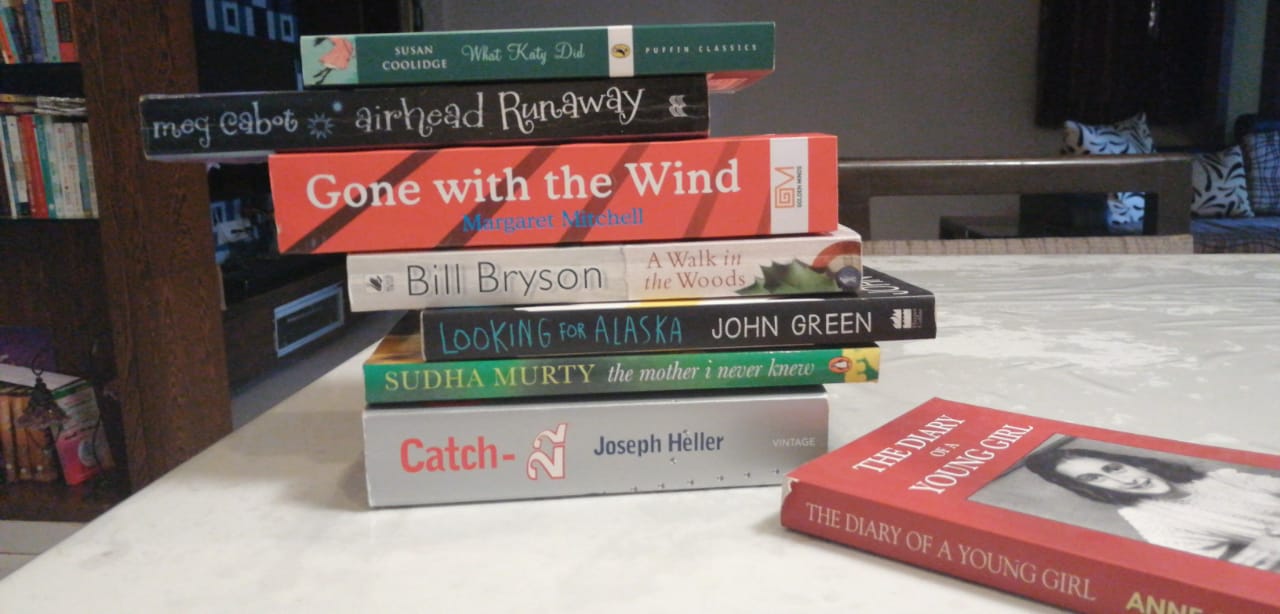 SUSAN
COOLIDGE
What Katy Did
PUFFIN CLASSICS
meg cabot airhead Runaway
Gone with the Wind
Margaret Mitchell
GOLDEN MINDS
Bill Bryson
A Walk in
the Woods
LOOKING FOR ALASKA JOHN GREEN
SUDHA MURTY the mother i never knew
Catch-22 Joseph Heller VINTAGE
THE DIARY
OF A
YOUNG GIRL
THE DIARY OF A YOUNG GIRL ANNE